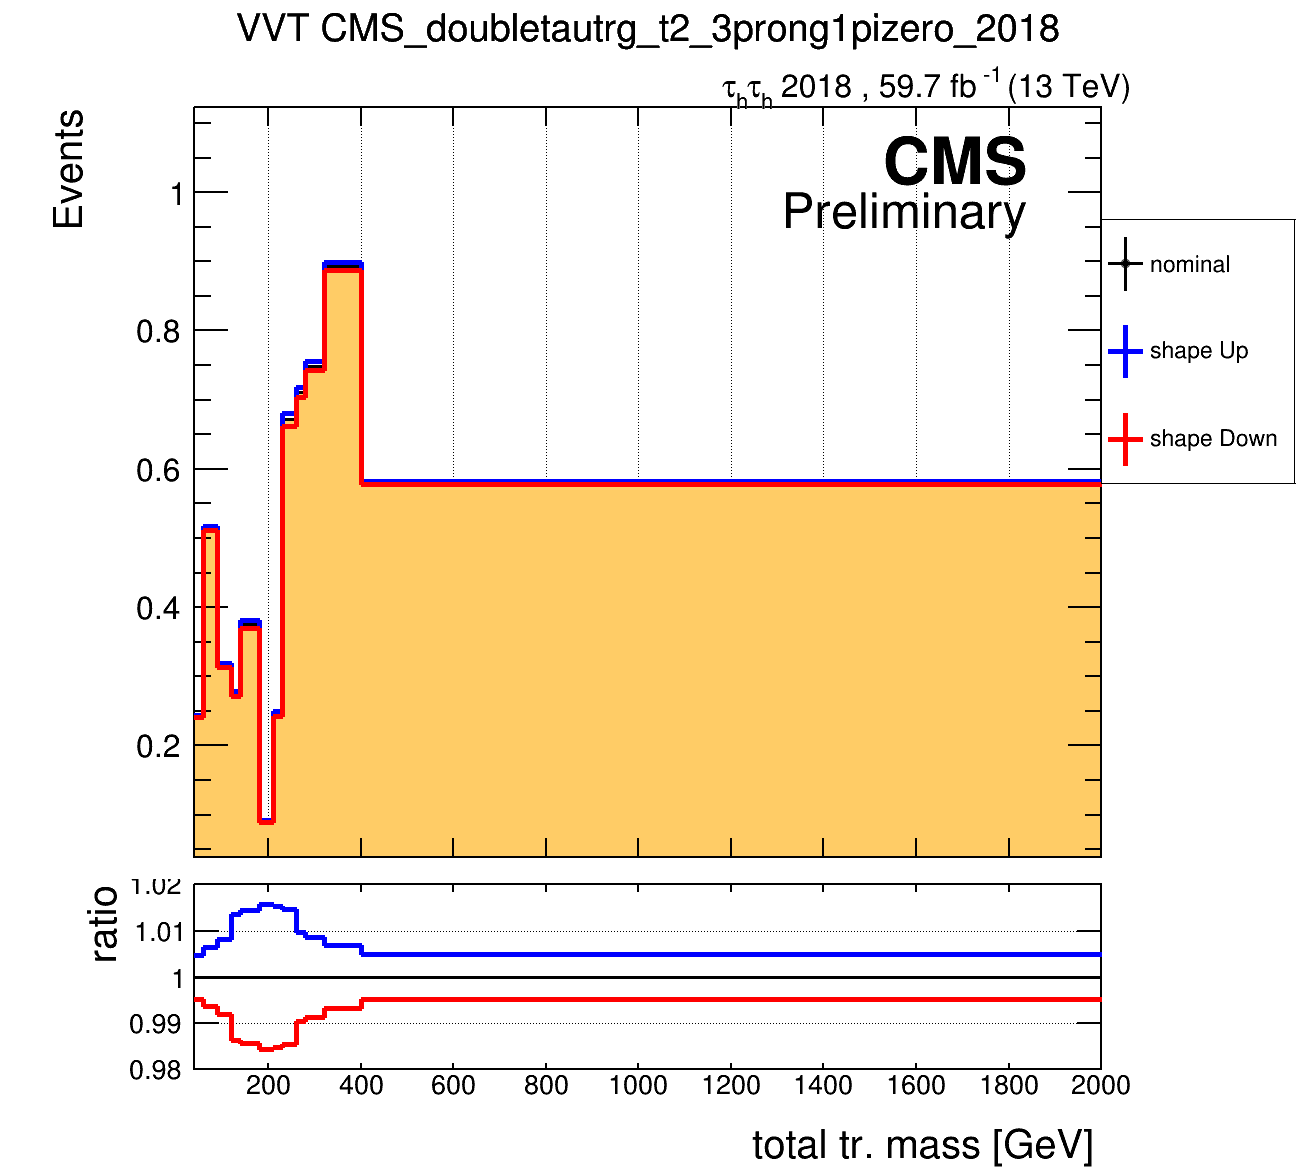 VVT CMS_doubletautrg_t2_3prong1pizero_2018
τhτh 2018 , 59.7 fb-1 (13 TeV)
Events
CMS
Preliminary
1
0.8
0.6
0.4
0.2
nominal
shape Up
shape Down
ratio
1.02
1.01
1
0.99
0.98
200 400 600 800 1000 1200 1400 1600 1800 2000
total tr. mass [GeV]